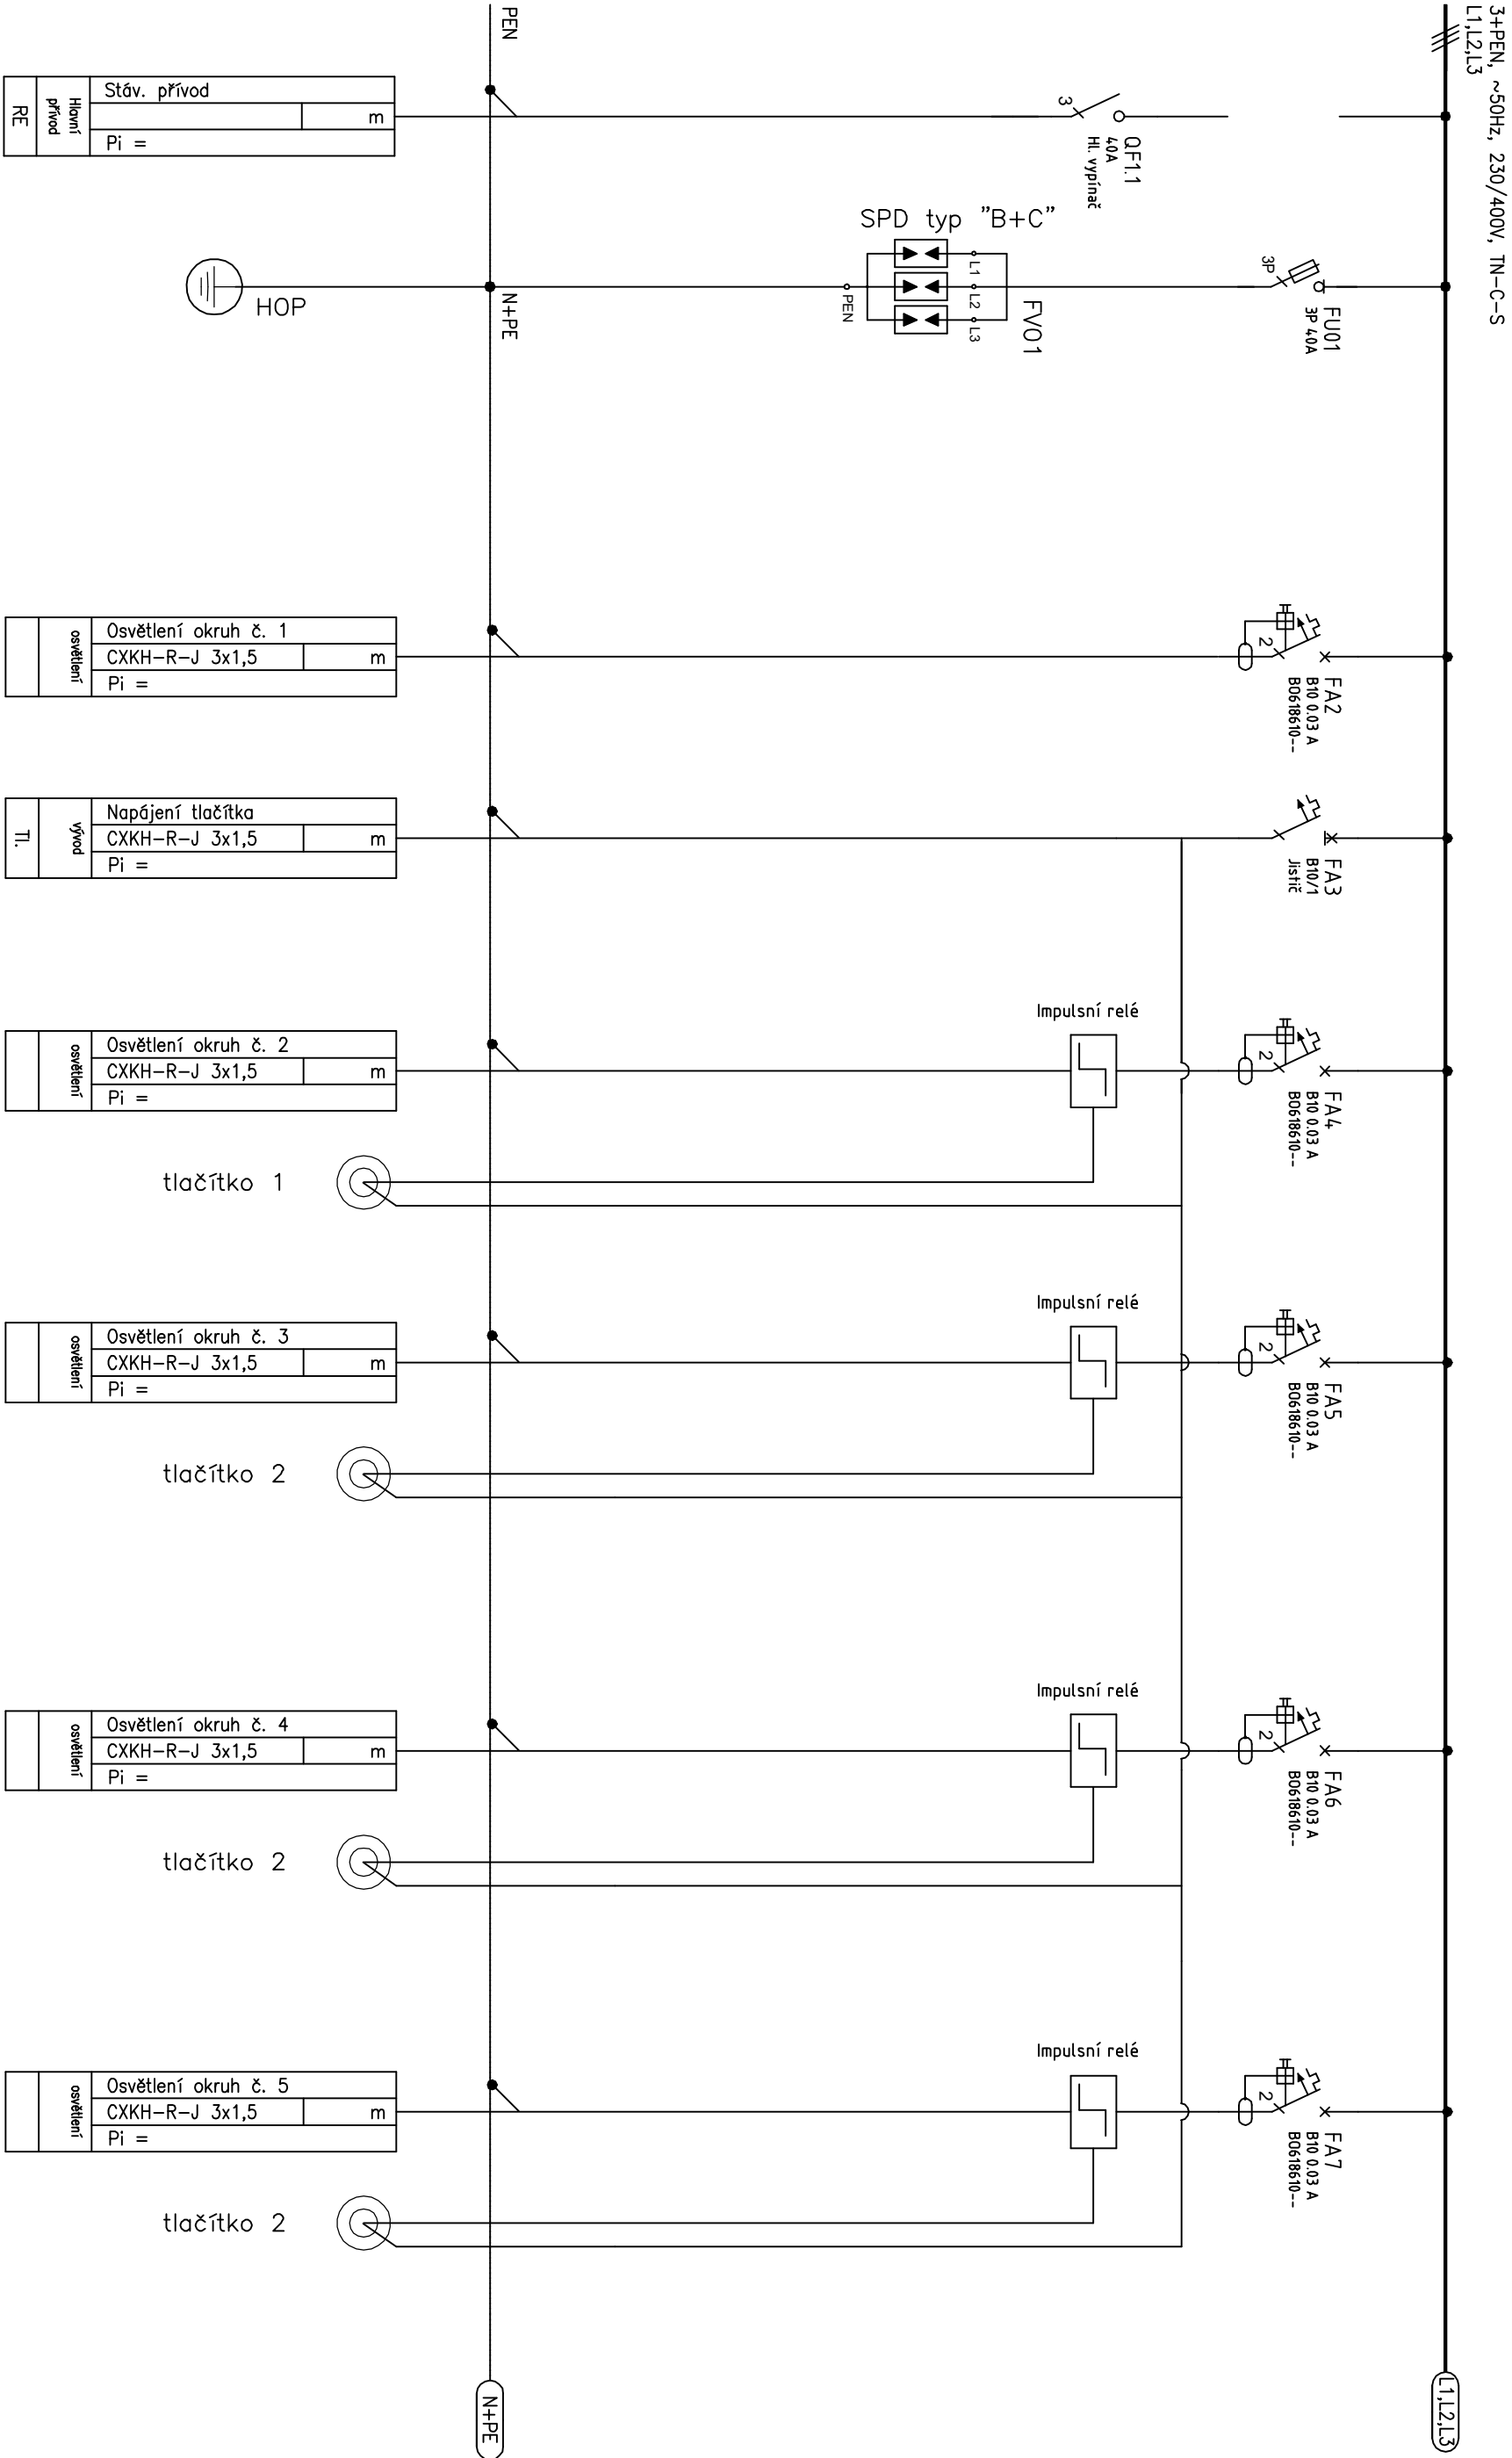 3+PEN, ~50Hz, 230/400V, TN-C-S
L1,L2,L3
PEN
Stáv. přívod
m
Pi =
Hlavní
přívod
RE
3
QF1.1
40A
Hl. vypínač
SPD typ "B+C"
L1
L2
L3
PEN
FV01
3P
FU01
3P 40A
HOP
N+PE
Osvětlení okruh č. 1
CXKH-R-J 3x1,5
m
Pi =
osvětlení
2
FA2
B10 0.03 A
BO618610--
Napájení tlačítka
CXKH-R-J 3x1,5
m
Pi =
vývod
Tl.
FA3
B10/1
Jistič
Impulsní relé
Osvětlení okruh č. 2
CXKH-R-J 3x1,5
m
Pi =
osvětlení
2
FA4
B10 0.03 A
BO618610--
tlačítko 1
Impulsní relé
Osvětlení okruh č. 3
CXKH-R-J 3x1,5
m
Pi =
osvětlení
2
FA5
B10 0.03 A
BO618610--
tlačítko 2
Impulsní relé
Osvětlení okruh č. 4
CXKH-R-J 3x1,5
m
Pi =
osvětlení
2
FA6
B10 0.03 A
BO618610--
tlačítko 2
Impulsní relé
Osvětlení okruh č. 5
CXKH-R-J 3x1,5
m
Pi =
osvětlení
2
FA7
B10 0.03 A
BO618610--
tlačítko 2
N+PE
L1,L2,L3